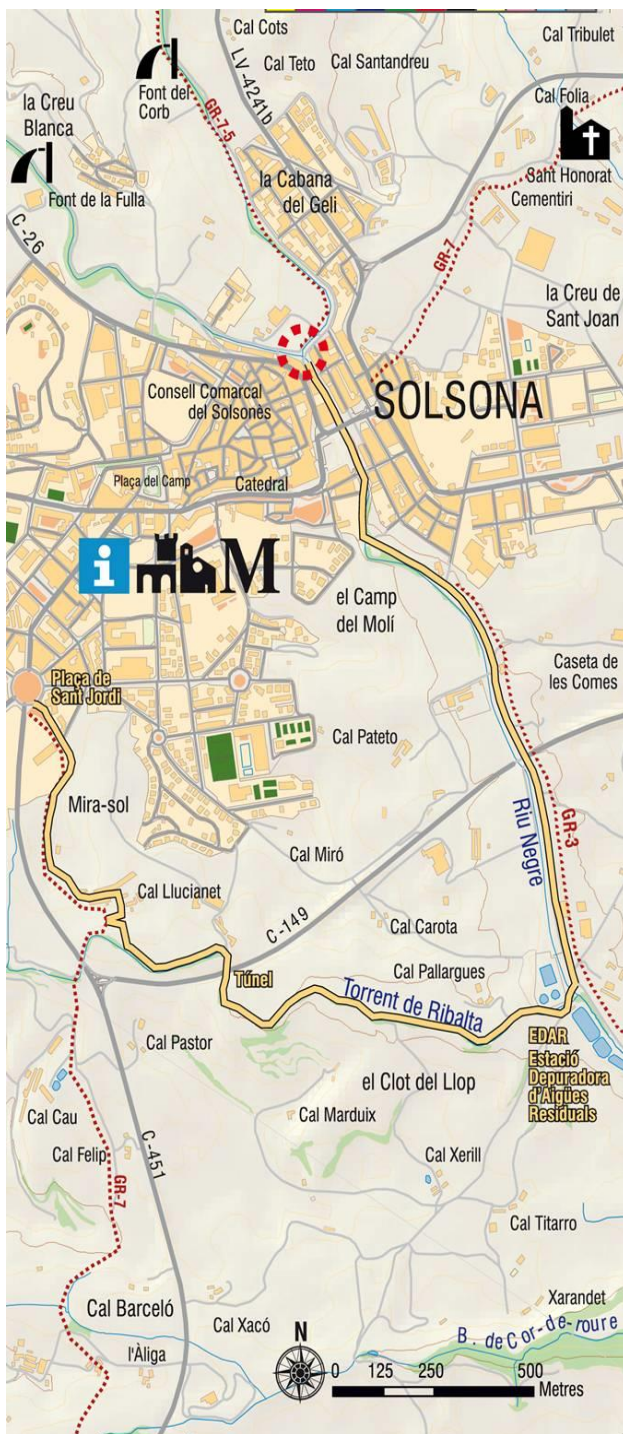 Cal Cots
Cal Teto
Cal Santandreu
Cal Tribulet
LV-4241b
la Creu
Blanca
Font del
Corb
GR-7-5
Cal Folia
Font de la Fulla
la Cabana
del Geli
Sant Honorat
Cementiri
C-26
GR-7
la Creu de
Sant Joan
Consell Comarcal
del Solsonès
SOLSONA
Plaça del Camp
Catedral
i
M
el Camp
del Molí
Caseta de
les Comes
Plaça de
Sant Jordi
Cal Pateto
Mira-sol
Riu Negre
GR-3
Cal Miró
Cal Llucianet
C-149
Cal Carota
Túnel
Cal Pallargues
Torrent de Ribalta
EDAR
Estació
Depuradora
d'Aigües
Residuals
Cal Pastor
el Clot del Llop
Cal Marduix
Cal Cau
Cal Felip
C-451
GR-7
Cal Xerill
Cal Titarro
Xarandet
Cal Barceló
Cal Xacó
B. de Cor-de-roure
l'Àliga
N
0 125 250 500
Metres